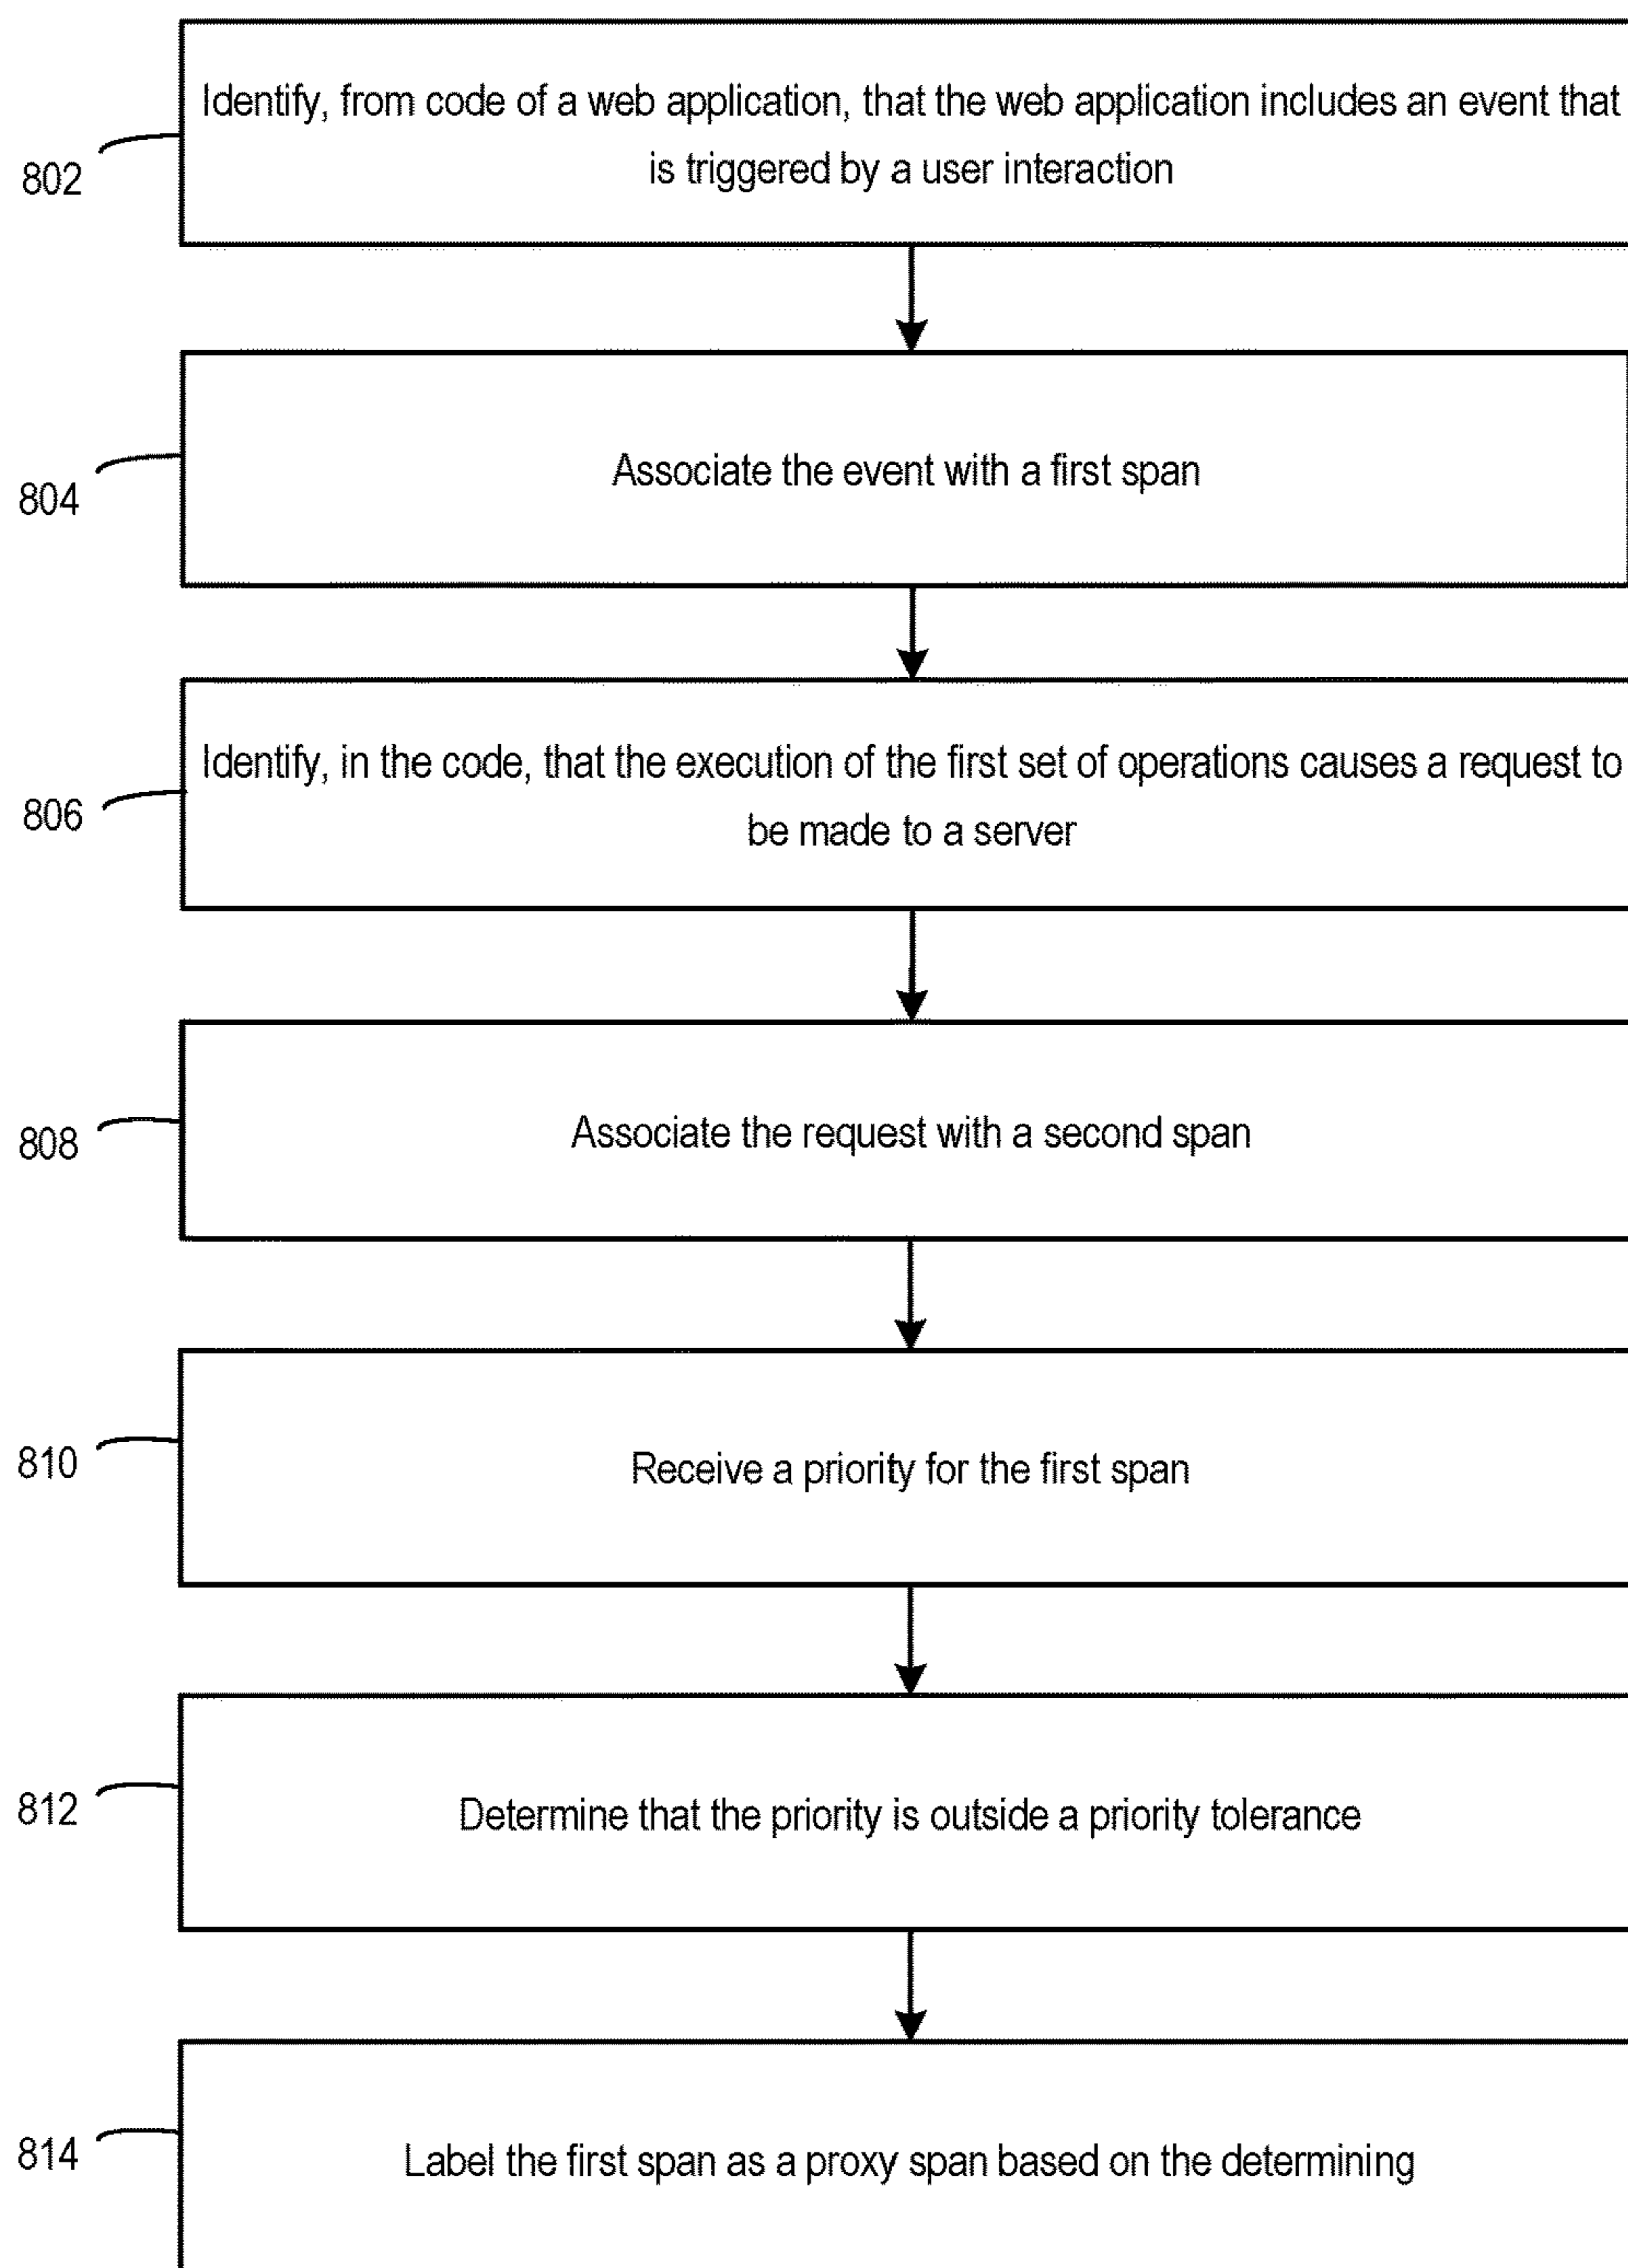 Identify, from code of a web application, that the web application includes an event that
is triggered by a user interaction
802
Associate the event with a first span
804
Identify, in the code, that the execution of the first set of operations causes a request to
be made to a server
806
Associate the request with a second span
808
Receive a priority for the first span
810
Determine that the priority is outside a priority tolerance
812
Label the first span as a proxy span based on the determining
814